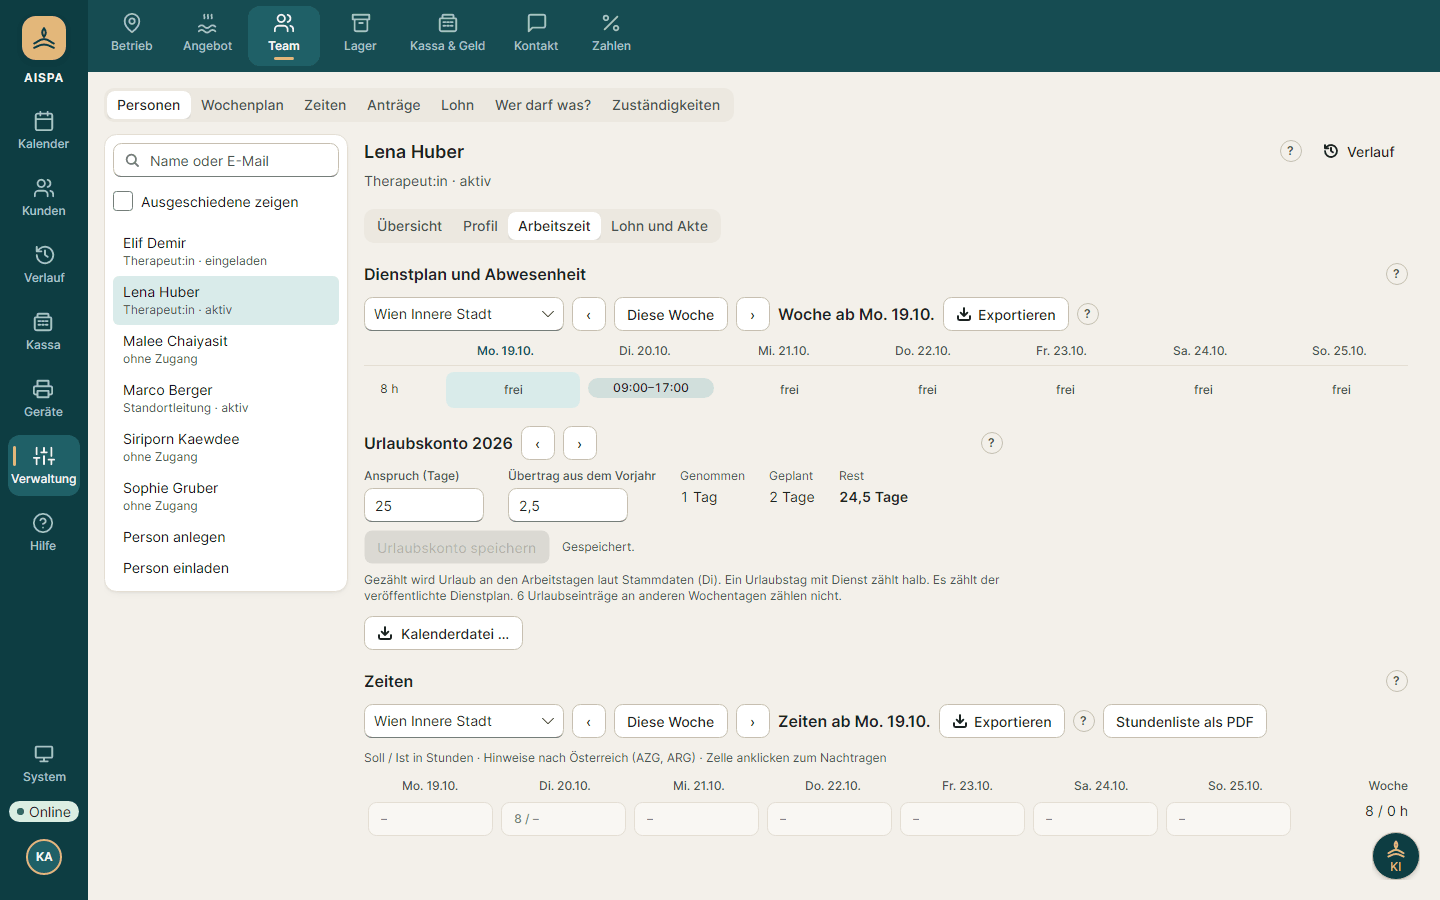 AISPA
Kalender
Kunden
Verlauf
Kassa
Geräte
Verwaltung
Hilfe
System
Online
KA
Betrieb
Angebot
Team
Lager
Kassa & Geld
Kontakt
Zahlen
Personen
Wochenplan
Zeiten
Anträge
Lohn
Wer darf was?
Zuständigkeiten
Name oder E-Mail
Ausgeschiedene zeigen
Elif Demir
Therapeut:in · eingeladen
Lena Huber
Therapeut:in · aktiv
Malee Chaiyasit
ohne Zugang
Marco Berger
Standortleitung · aktiv
Siriporn Kaewdee
ohne Zugang
Sophie Gruber
ohne Zugang
Person anlegen
Person einladen
Lena Huber
?
Verlauf
Therapeut:in · aktiv
Übersicht
Profil
Arbeitszeit
Lohn und Akte
Dienstplan und Abwesenheit
?
Wien Innere Stadt
‹
Diese Woche
›
Woche ab Mo. 19.10.
Exportieren
?
Mo. 19.10.
Di. 20.10.
Mi. 21.10.
Do. 22.10.
Fr. 23.10.
Sa. 24.10.
So. 25.10.
8 h
frei
09:00–17:00
frei
frei
frei
frei
frei
Urlaubskonto 2026
‹
›
?
Anspruch (Tage)
Übertrag aus dem Vorjahr
Genommen
Geplant
Rest
25
2,5
1 Tag
2 Tage
24,5 Tage
Urlaubskonto speichern
Gespeichert.
Gezählt wird Urlaub an den Arbeitstagen laut Stammdaten (Di). Ein Urlaubstag mit Dienst zählt halb. Es zählt der
veröffentlichte Dienstplan. 6 Urlaubseinträge an anderen Wochentagen zählen nicht.
Kalenderdatei ...
Zeiten
?
Wien Innere Stadt
‹
Diese Woche
›
Zeiten ab Mo. 19.10.
Exportieren
?
Stundenliste als PDF
Soll / Ist in Stunden · Hinweise nach Österreich (AZG, ARG) · Zelle anklicken zum Nachtragen
Mo. 19.10.
Di. 20.10.
Mi. 21.10.
Do. 22.10.
Fr. 23.10.
Sa. 24.10.
So. 25.10.
Woche
–
8 / –
–
–
–
–
–
8 / 0 h
KI